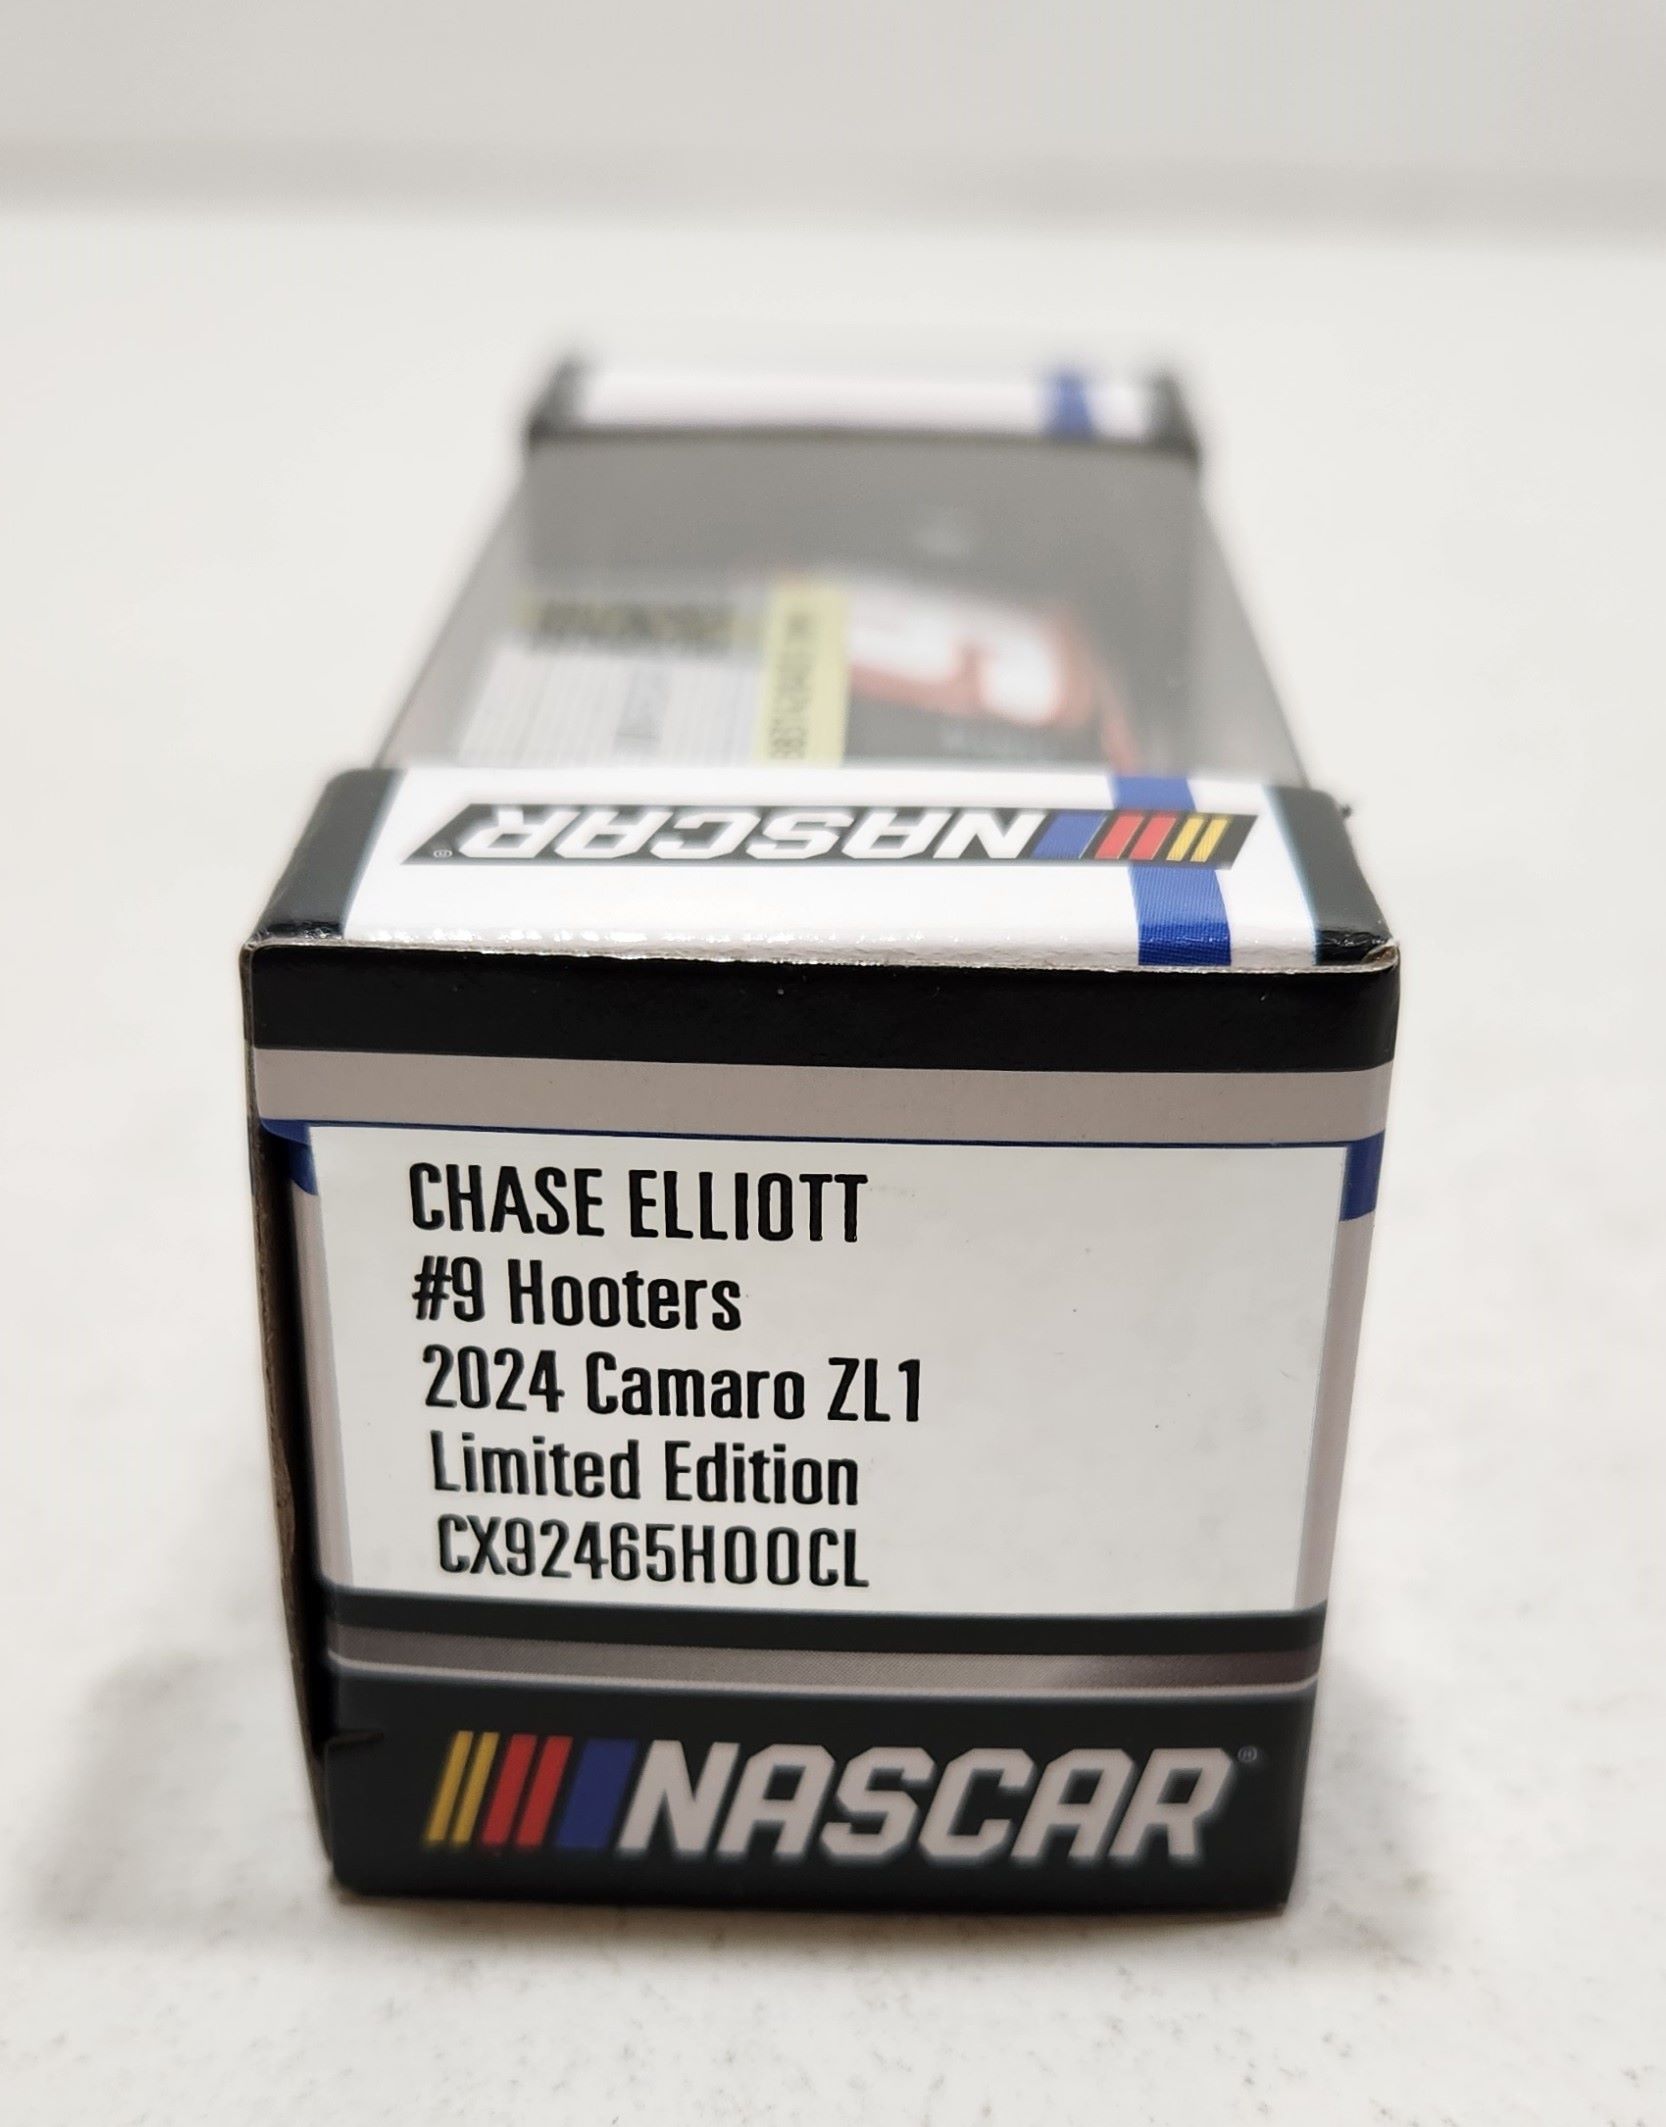 NASCAR®
CHASE ELLIOTT
#9 Hooters
2024 Camaro ZL1
Limited Edition
CX92465HOOCL
NASCAR®